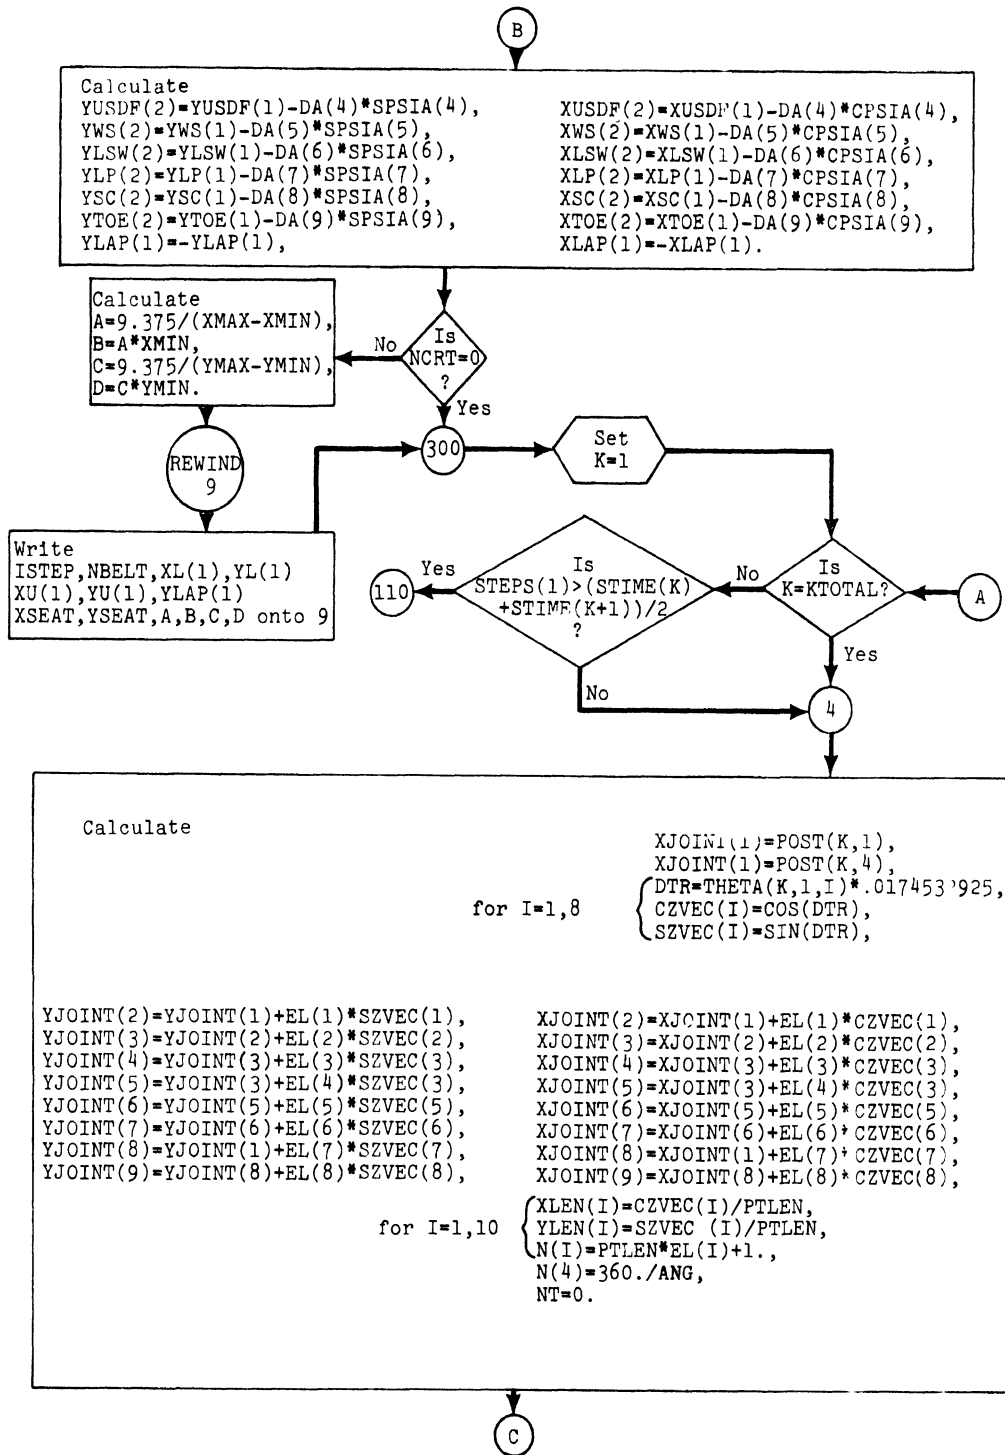 B
Calculate
YUSDF(2)=YUSDF(1)-DA(4)*SPSIA(4), XUSDF(2)=XUSDF(1)-DA(4)*CPSIA(4),
YWS(2)=YWS(1)-DA(5)*SPSIA(5), XWS(2)=XWS(1)-DA(5)*CPSIA(5),
YLSW(2)=YLSW(1)-DA(6)*SPSIA(6), XLSW(2)=XLSW(1)-DA(6)*CPSIA(6),
YLP(2)=YLP(1)-DA(7)*SPSIA(7), XLP(2)=XLP(1)-DA(7)*CPSIA(7),
YSC(2)=YSC(1)-DA(8)*SPSIA(8), XSC(2)=XSC(1)-DA(8)*CPSIA(8),
YTOE(2)=YTOE(1)-DA(9)*SPSIA(9), XTOE(2)=XTOE(1)-DA(9)*CPSIA(9),
YLAP(1)=-YLAP(1), XLAP(1)=-XLAP(1).
Calculate
A=9.375/(XMAX-XMIN),
B=A*XMIN,
C=9.375/(YMAX-YMIN),
D=C*YMIN.
No
Is
NCRT=0
?
Yes
REWIND
9
300
Set
K=1
Write
ISTEP,NBELT,XL(1),YL(1)
XU(1),YU(1),YLAP(1)
XSEAT,YSEAT,A,B,C,D onto 9
110
Yes
Is
STEPS(1)>(STIME(K)
+STIME(K+1))/2
?
No
No
Is
K=KTOTAL?
A
Yes
4
Calculate
XJOINT(1)=POST(K,1),
XJOINT(1)=POST(K,4),
DTR=THETA(K,1,I)*.0174532925,
for I=1,8 CZVEC(I)=COS(DTR),
SZVEC(I)=SIN(DTR),
YJOINT(2)=YJOINT(1)+EL(1)*SZVEC(1), XJOINT(2)=XJOINT(1)+EL(1)*CZVEC(1),
YJOINT(3)=YJOINT(2)+EL(2)*SZVEC(2), XJOINT(3)=XJOINT(2)+EL(2)*CZVEC(2),
YJOINT(4)=YJOINT(3)+EL(3)*SZVEC(3), XJOINT(4)=XJOINT(3)+EL(3)*CZVEC(3),
YJOINT(5)=YJOINT(3)+EL(4)*SZVEC(3), XJOINT(5)=XJOINT(3)+EL(4)*CZVEC(3),
YJOINT(6)=YJOINT(5)+EL(5)*SZVEC(5), XJOINT(6)=XJOINT(5)+EL(5)*CZVEC(5),
YJOINT(7)=YJOINT(6)+EL(6)*SZVEC(6), XJOINT(7)=XJOINT(6)+EL(6)*CZVEC(6),
YJOINT(8)=YJOINT(1)+EL(7)*SZVEC(7), XJOINT(8)=XJOINT(1)+EL(7)*CZVEC(7),
YJOINT(9)=YJOINT(8)+EL(8)*SZVEC(8), XJOINT(9)=XJOINT(8)+EL(8)*CZVEC(8),
XLEN(I)=CZVEC(I)/PTLEN,
for I=1,10 YLEN(I)=SZVEC (I)/PTLEN,
N(I)=PTLEN*EL(I)+1.,
N(4)=360./ANG,
NT=0.
C